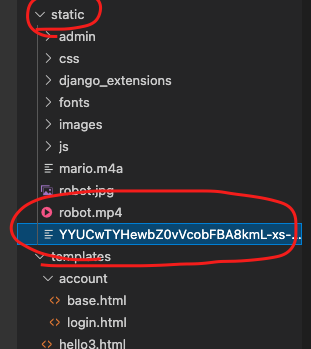 static
admin
css
django_extensions
fonts
images
js
mario.m4a
robot.jpg
robot.mp4
YYUCwTYHewbZ0vVcobFBA8kmL-xs-...
templates
account
base.html
login.html
hello3.html